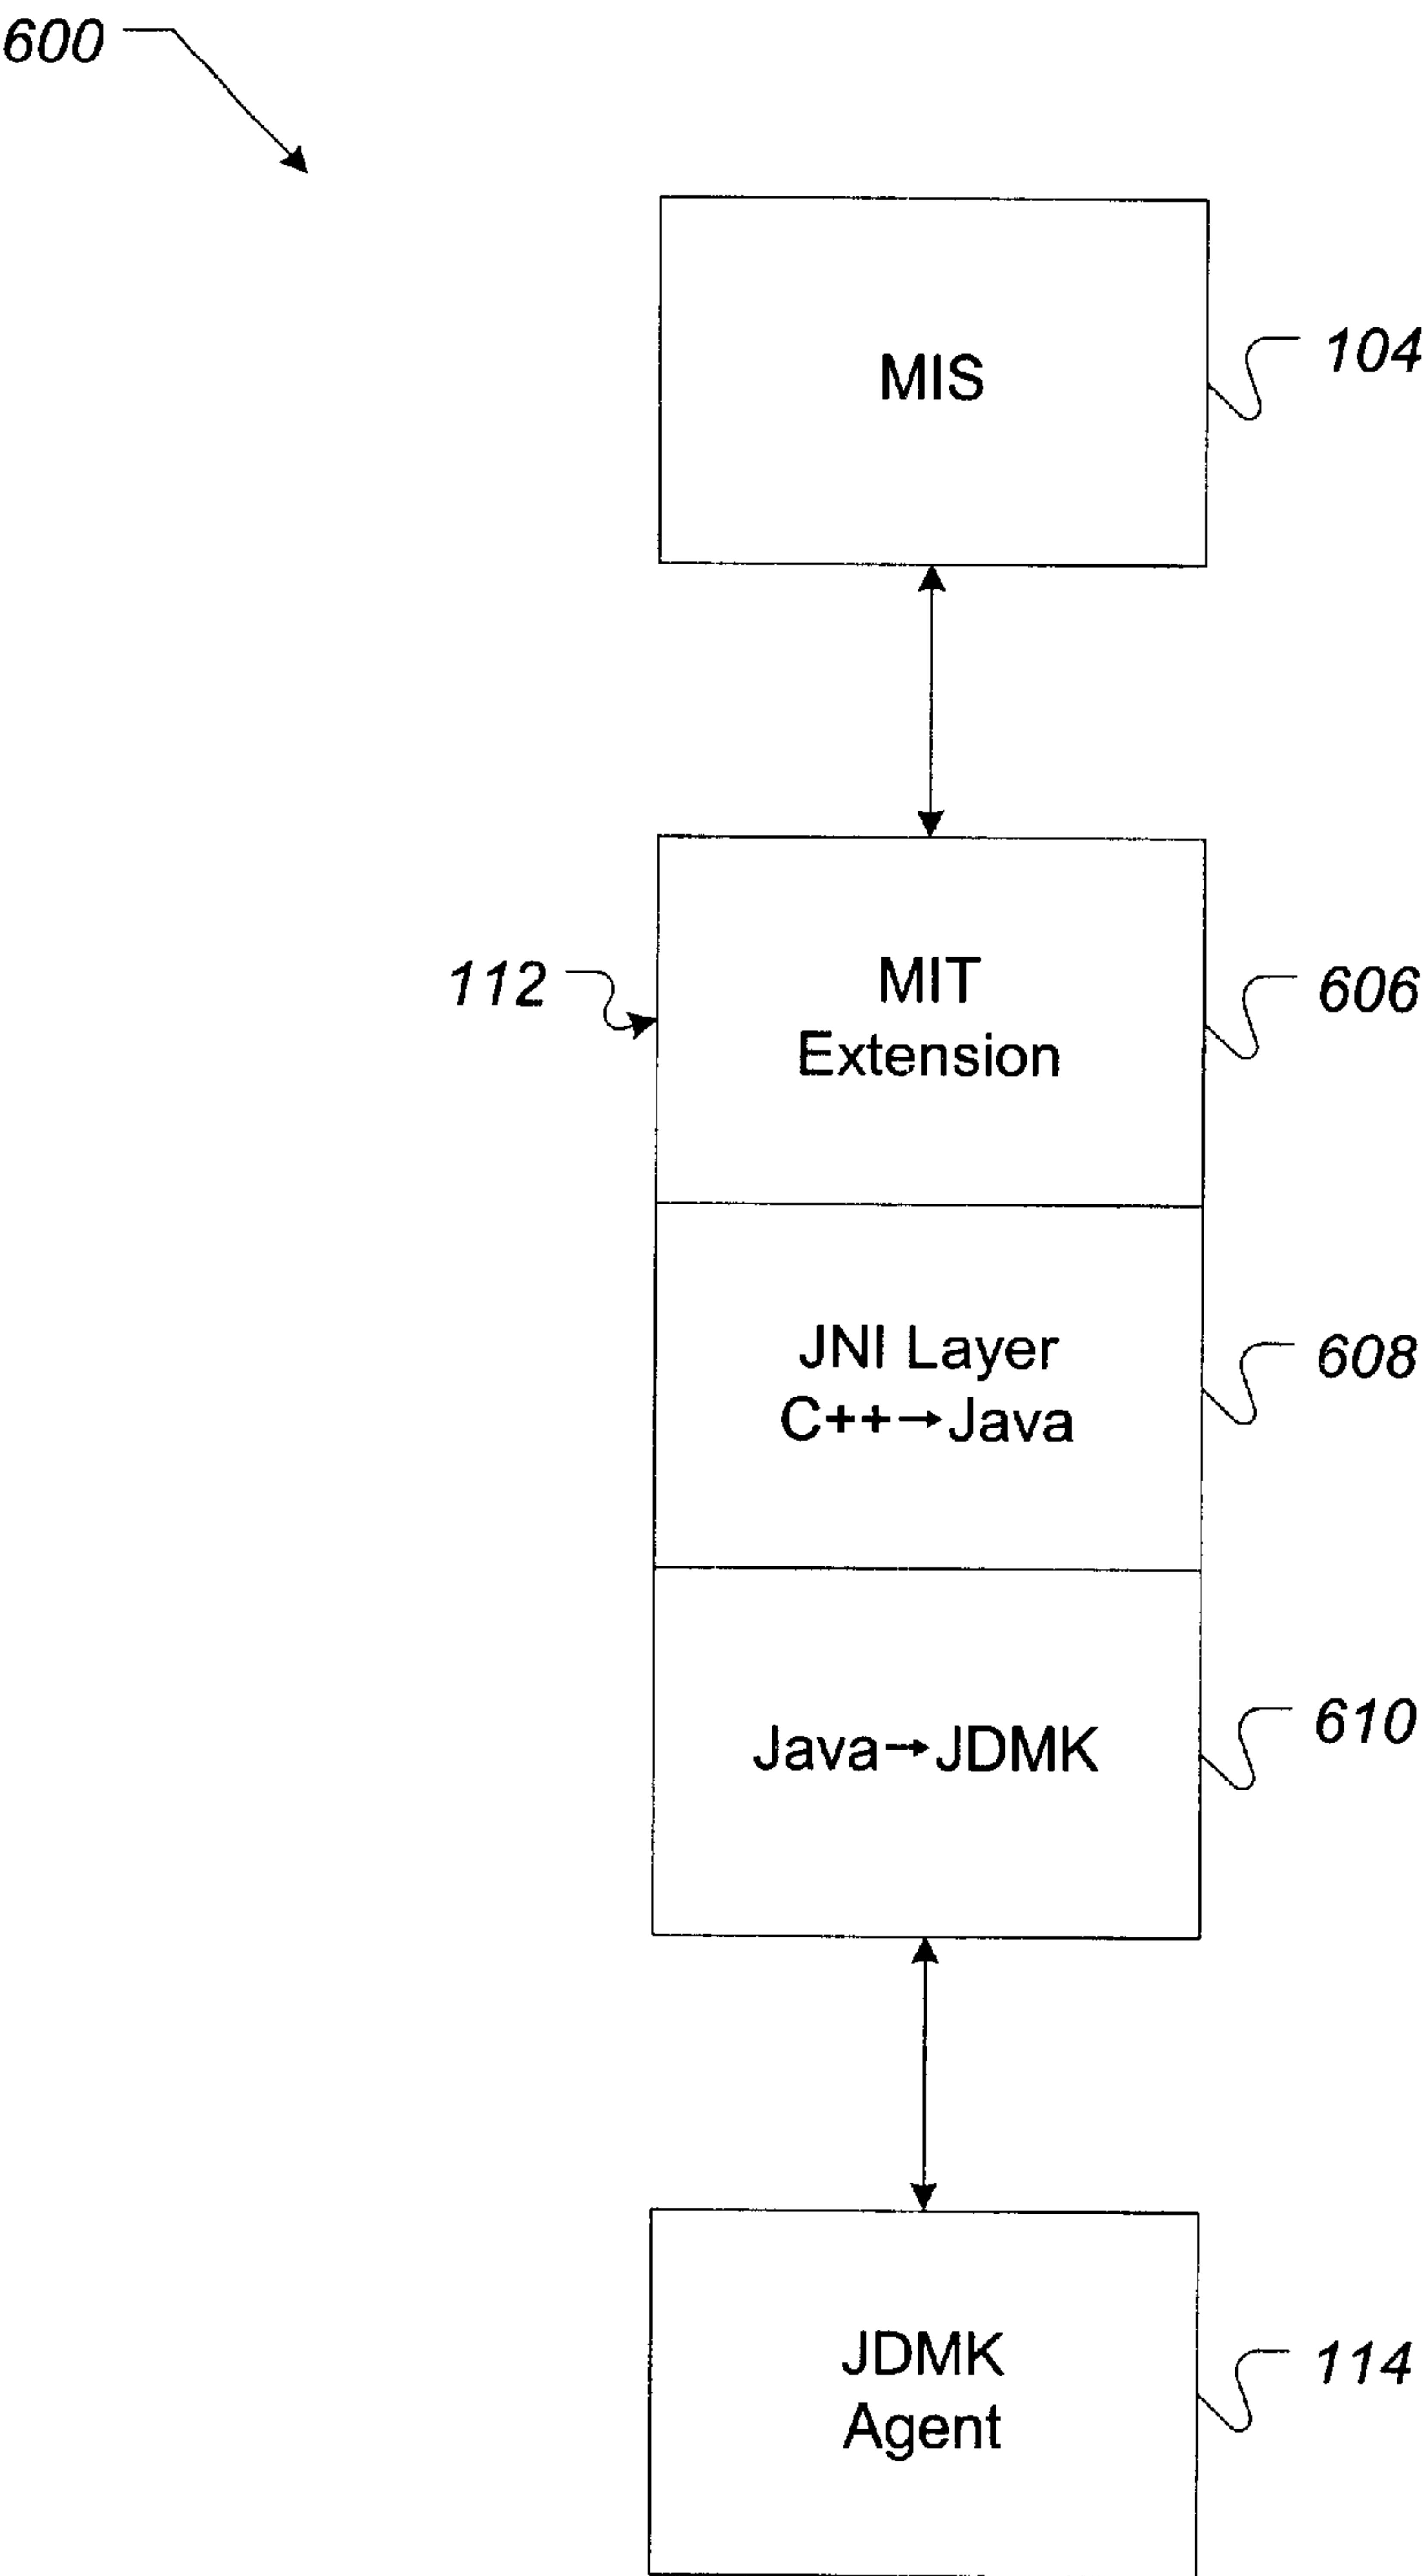 600
MIS
104
112
MIT
Extension
606
JNI Layer
C++→Java
608
Java→JDMK
610
JDMK
Agent
114